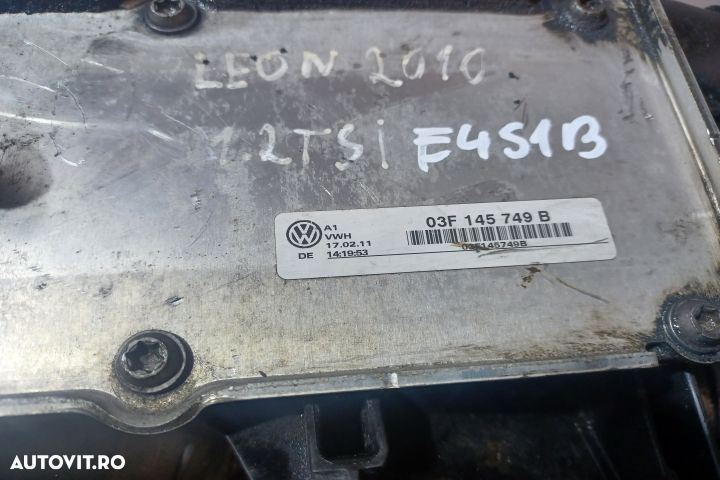 LEON 2010
1.2TSi E4S1B
A1
VWH
17.02.11
DE 14:19:53
03F 145 749 B
03F145749B
AUTOVIT.RO